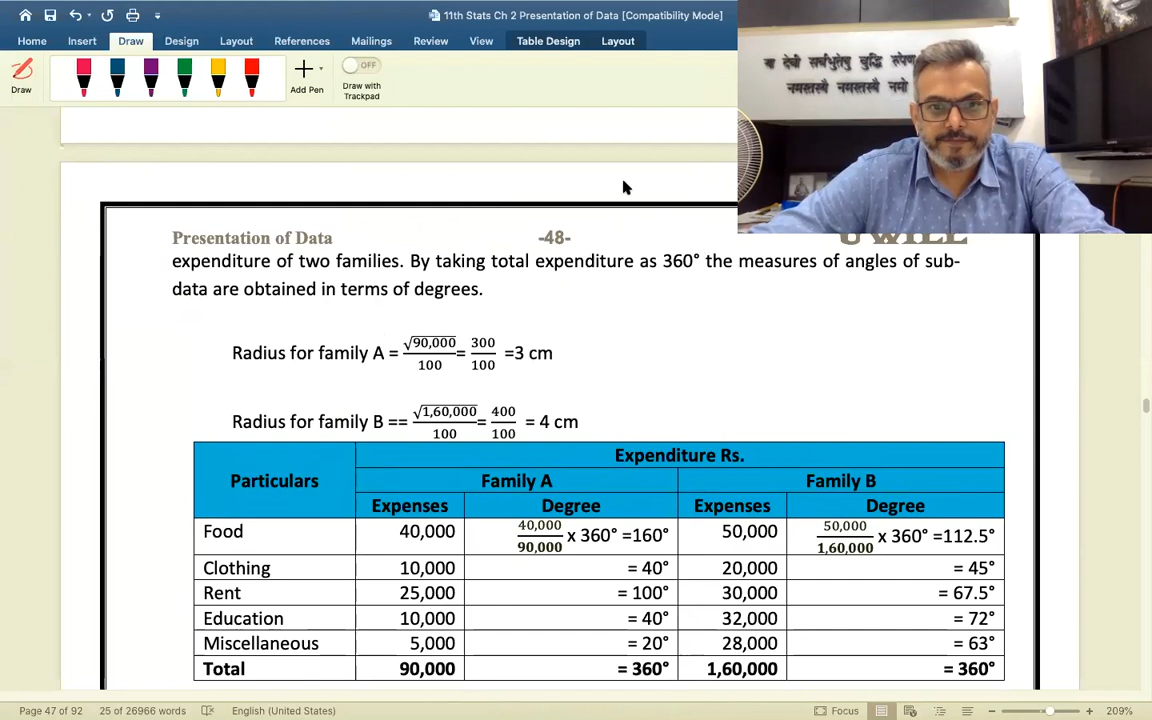 11th Stats Ch 2 Presentation of Data [Compatibility Mode]
Home Insert Draw Design Layout References Mailings Review View Table Design Layout
Draw
Add Pen
OFF
Draw with
Trackpad
या देवी सर्वभुतेषु बुद्धि रुपेण
नमस्तस्यै नमस्तस्यै नमो
Presentation of Data -48- U WILL
expenditure of two families. By taking total expenditure as 360° the measures of angles of sub-
data are obtained in terms of degrees.
Radius for family A = √90,000/100 = 300/100 =3 cm
Radius for family B == √1,60,000/100 = 400/100 = 4 cm
Particulars Expenditure Rs.
Family A Family B
Expenses Degree Expenses Degree
Food 40,000 40,000/90,000 x 360° =160° 50,000 50,000/1,60,000 x 360° =112.5°
Clothing 10,000 = 40° 20,000 = 45°
Rent 25,000 = 100° 30,000 = 67.5°
Education 10,000 = 40° 32,000 = 72°
Miscellaneous 5,000 = 20° 28,000 = 63°
Total 90,000 = 360° 1,60,000 = 360°
Page 47 of 92 25 of 26966 words English (United States) Focus 209%